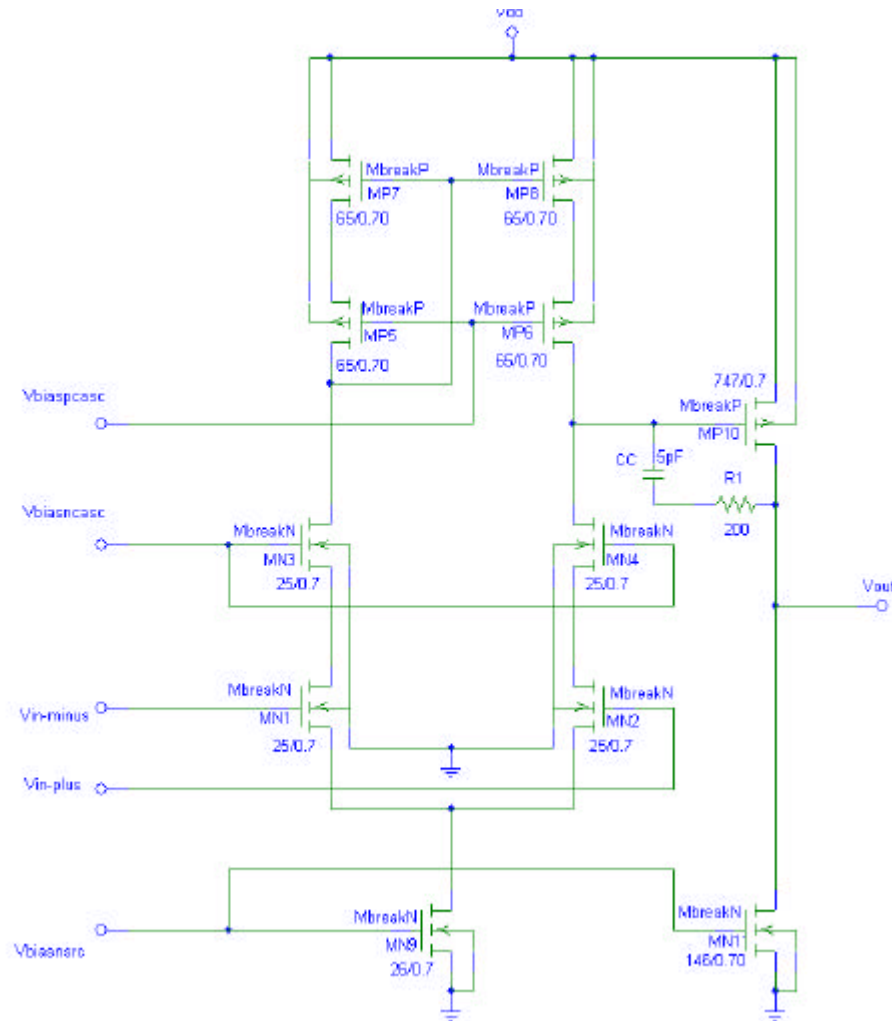 Vdd
MbreakP
MP7
65/0.70
MbreakP
MP8
65/0.70
MbreakP
MP5
65/0.70
MbreakP
MP6
65/0.70
Vbiaspcasc
747/0.7
MbreakP
MP10
CC
5pF
R1
200
Vbiasncasc
MbreakN
MN3
25/0.7
MbreakN
MN4
25/0.7
Vout
MbreakN
MN1
25/0.7
MbreakN
MN2
25/0.7
Vin-minus
Vin-plus
Vbiasnsrc
MbreakN
MN9
26/0.7
MbreakN
MN11
146/0.70